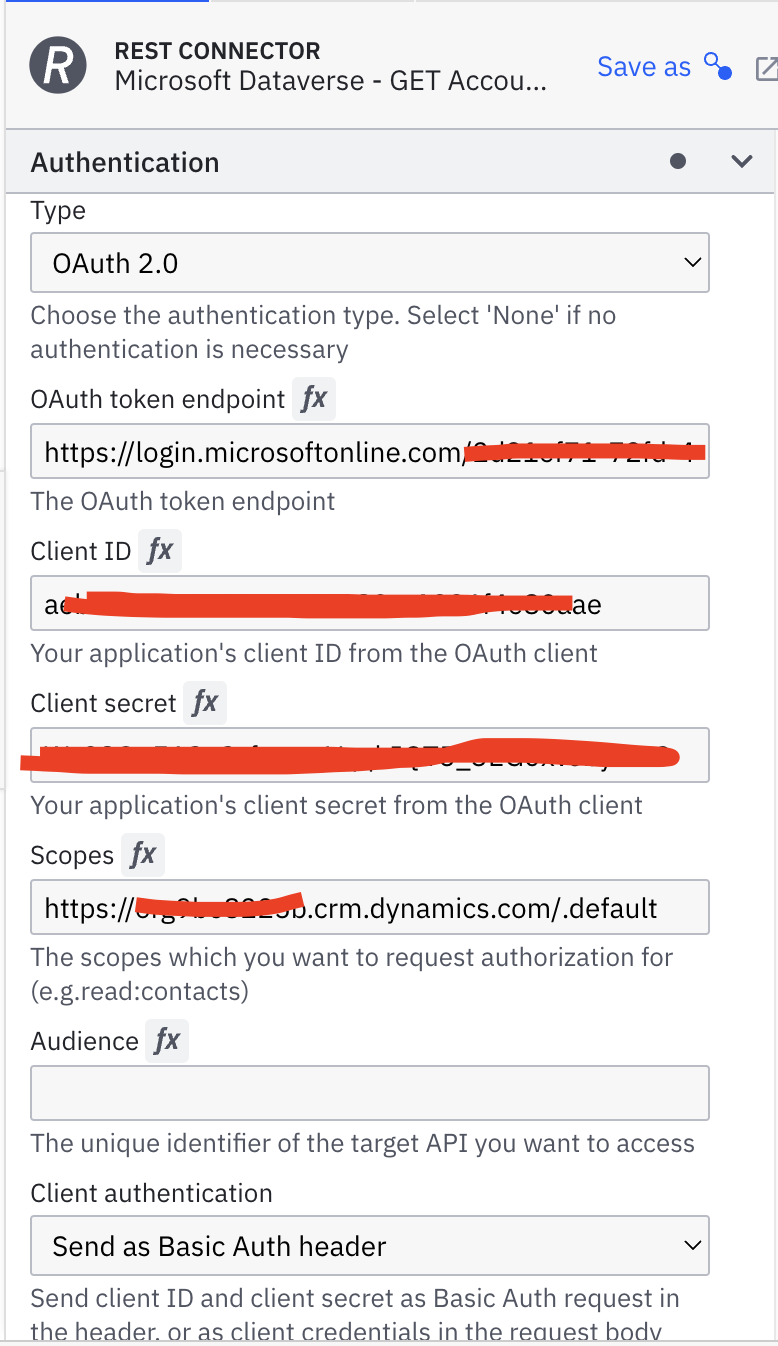 R
REST CONNECTOR
Microsoft Dataverse - GET Accou...
Save as
Authentication
Type
OAuth 2.0
Choose the authentication type. Select 'None' if no
authentication is necessary
OAuth token endpoint fx
https://login.microsoftonline.com/
The OAuth token endpoint
Client ID fx
Your application's client ID from the OAuth client
Client secret fx
Your application's client secret from the OAuth client
Scopes fx
https:// .crm.dynamics.com/.default
The scopes which you want to request authorization for
(e.g.read:contacts)
Audience fx
The unique identifier of the target API you want to access
Client authentication
Send as Basic Auth header
Send client ID and client secret as Basic Auth request in
the header, or as client credentials in the request body